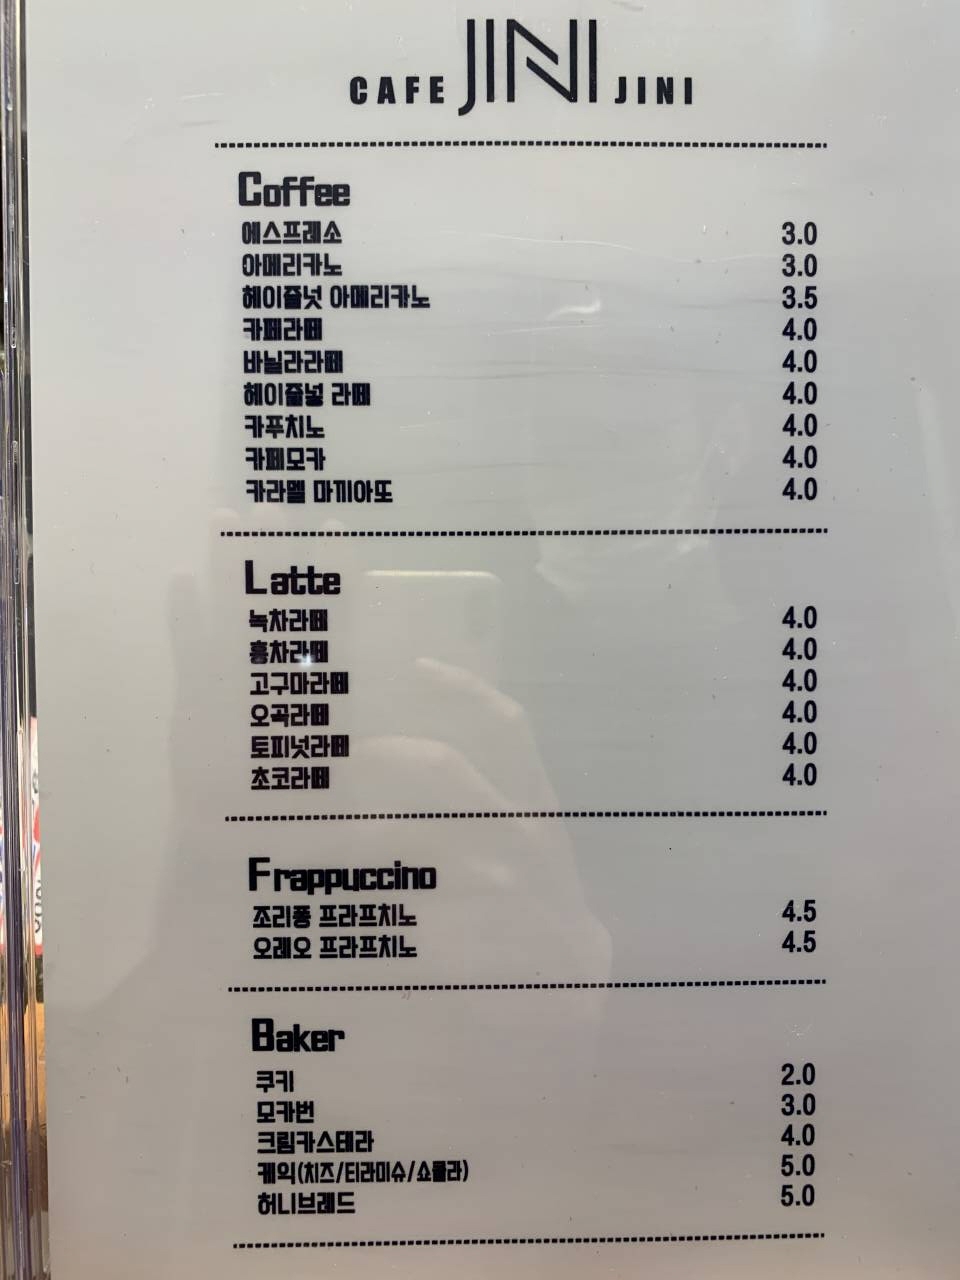 CAFE JINI JINI
Coffee
에스프레소 3.0
아메리카노 3.0
헤이즐넛 아메리카노 3.5
카페라떼 4.0
바닐라라떼 4.0
헤이즐넣 라떼 4.0
카푸치노 4.0
카페모카 4.0
카라멜 마끼아또 4.0
Latte
녹차라떼 4.0
홍차라떼 4.0
고구마라떼 4.0
오곡라떼 4.0
토피넛라떼 4.0
초코라떼 4.0
Frappuccino
조리퐁 프라프치노 4.5
오레오 프라프치노 4.5
Baker
쿠키 2.0
모카번 3.0
크림카스테라 4.0
케익(치즈/티라미슈/쇼콜라) 5.0
허니브레드 5.0